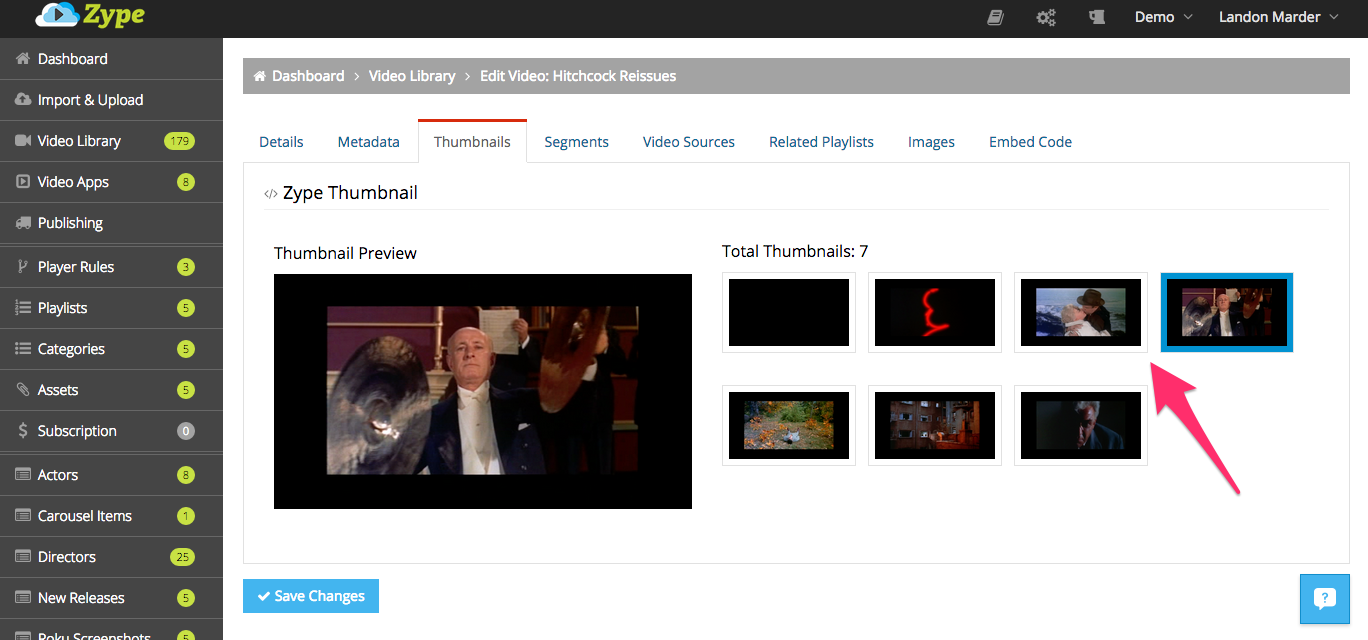 Zype
Demo
Landon Marder
Dashboard
Import & Upload
Video Library 179
Video Apps 8
Publishing
Player Rules 3
Playlists 5
Categories 5
Assets 5
$ Subscription 0
Actors 8
Carousel Items 1
Directors 25
New Releases 5
Roku Screenshots 5
Dashboard > Video Library > Edit Video: Hitchcock Reissues
Details Metadata Thumbnails Segments Video Sources Related Playlists Images Embed Code
</> Zype Thumbnail
Thumbnail Preview
Total Thumbnails: 7
Save Changes
?